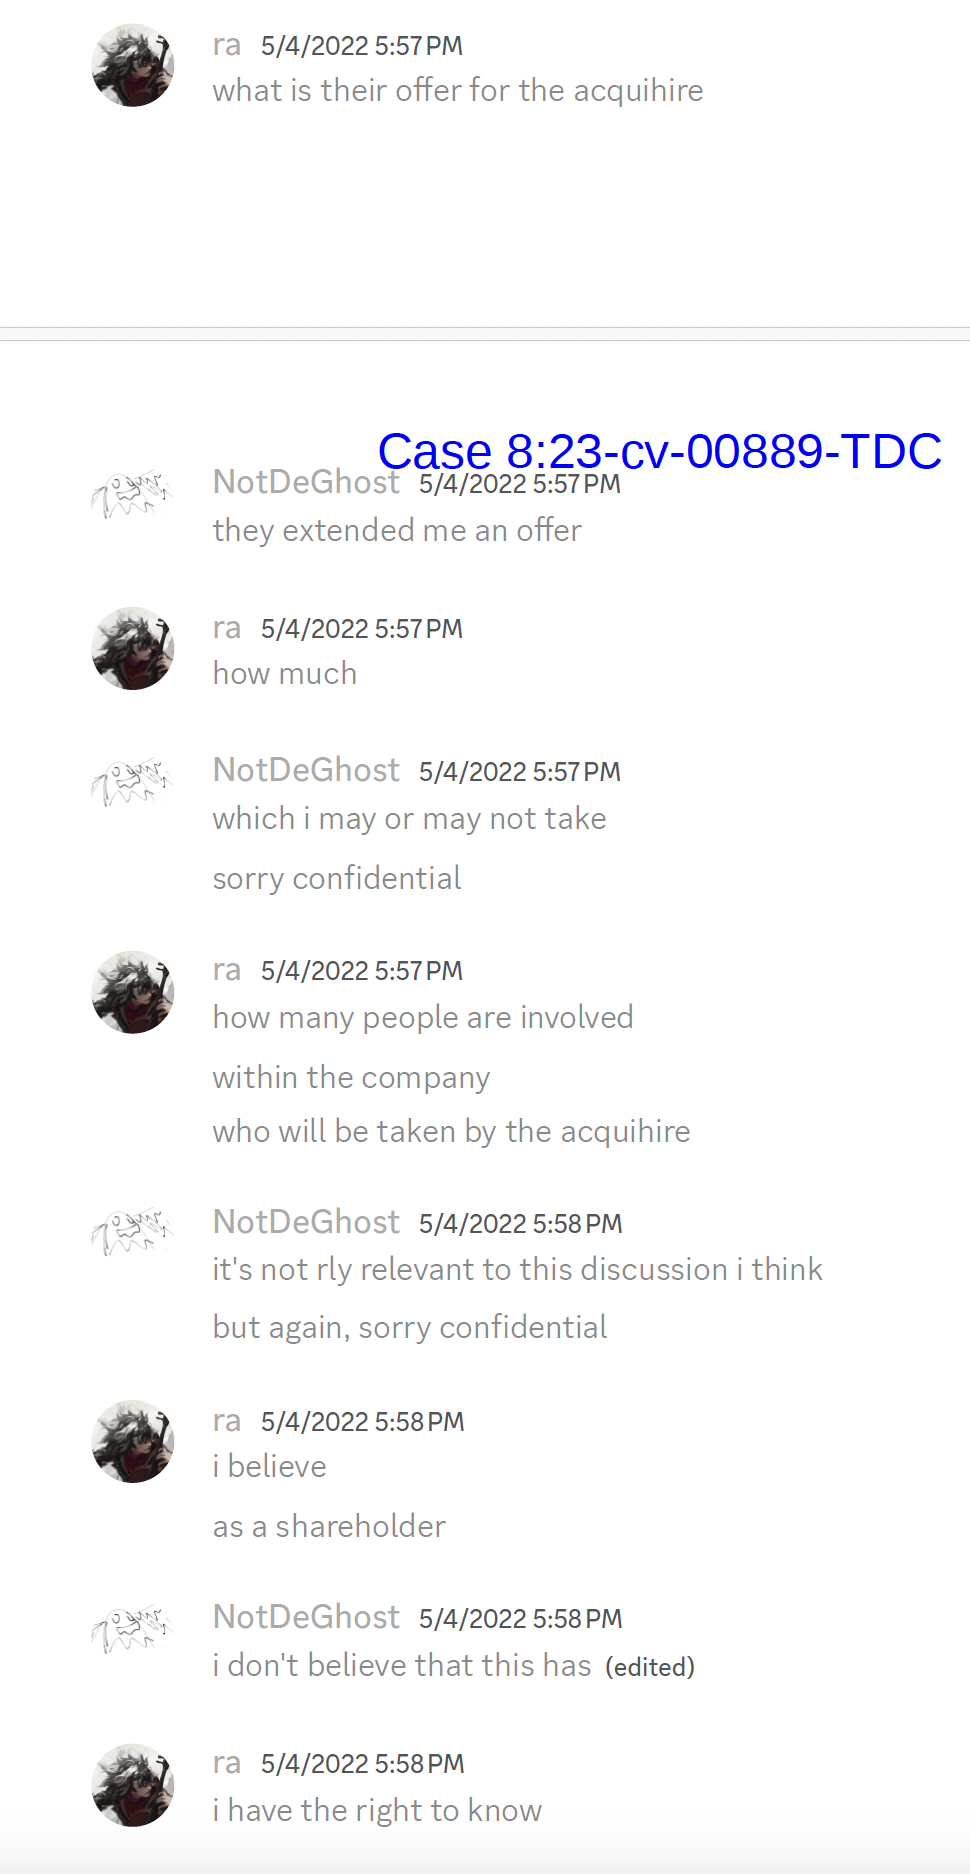 ra 5/4/2022 5:57 PM
what is their offer for the acquihire
Case 8:23-cv-00889-TDC
NotDeGhost 5/4/2022 5:57 PM
they extended me an offer
ra 5/4/2022 5:57 PM
how much
NotDeGhost 5/4/2022 5:57 PM
which i may or may not take
sorry confidential
ra 5/4/2022 5:57 PM
how many people are involved
within the company
who will be taken by the acquihire
NotDeGhost 5/4/2022 5:58 PM
it's not rly relevant to this discussion i think
but again, sorry confidential
ra 5/4/2022 5:58 PM
i believe
as a shareholder
NotDeGhost 5/4/2022 5:58 PM
i don't believe that this has (edited)
ra 5/4/2022 5:58 PM
i have the right to know